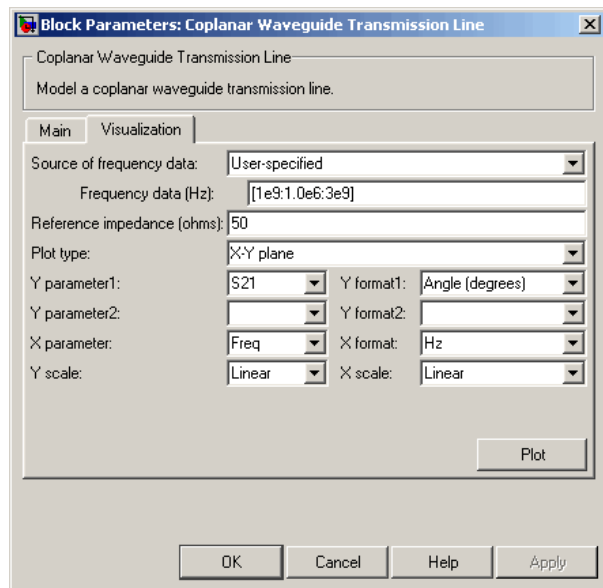 Block Parameters: Coplanar Waveguide Transmission Line
Coplanar Waveguide Transmission Line
Model a coplanar waveguide transmission line.
Main Visualization
Source of frequency data: User-specified
Frequency data (Hz): [1e9:1.0e6:3e9]
Reference impedance (ohms): 50
Plot type: X-Y plane
Y parameter1: S21 Y format1: Angle (degrees)
Y parameter2: Y format2:
X parameter: Freq X format: Hz
Y scale: Linear X scale: Linear
Plot
OK Cancel Help Apply